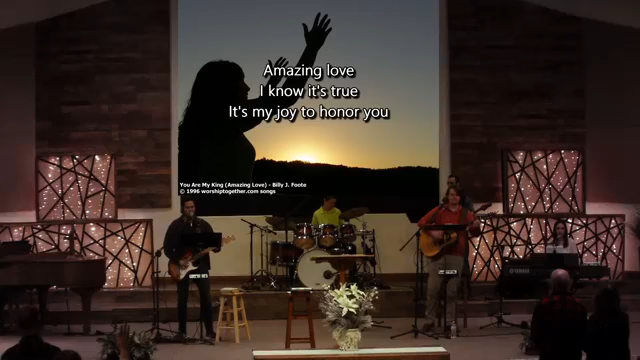 Amazing love
I know it's true
It's my joy to honor you
You Are My King (Amazing Love) - Billy J. Foote
© 1996 worshiptogether.com songs